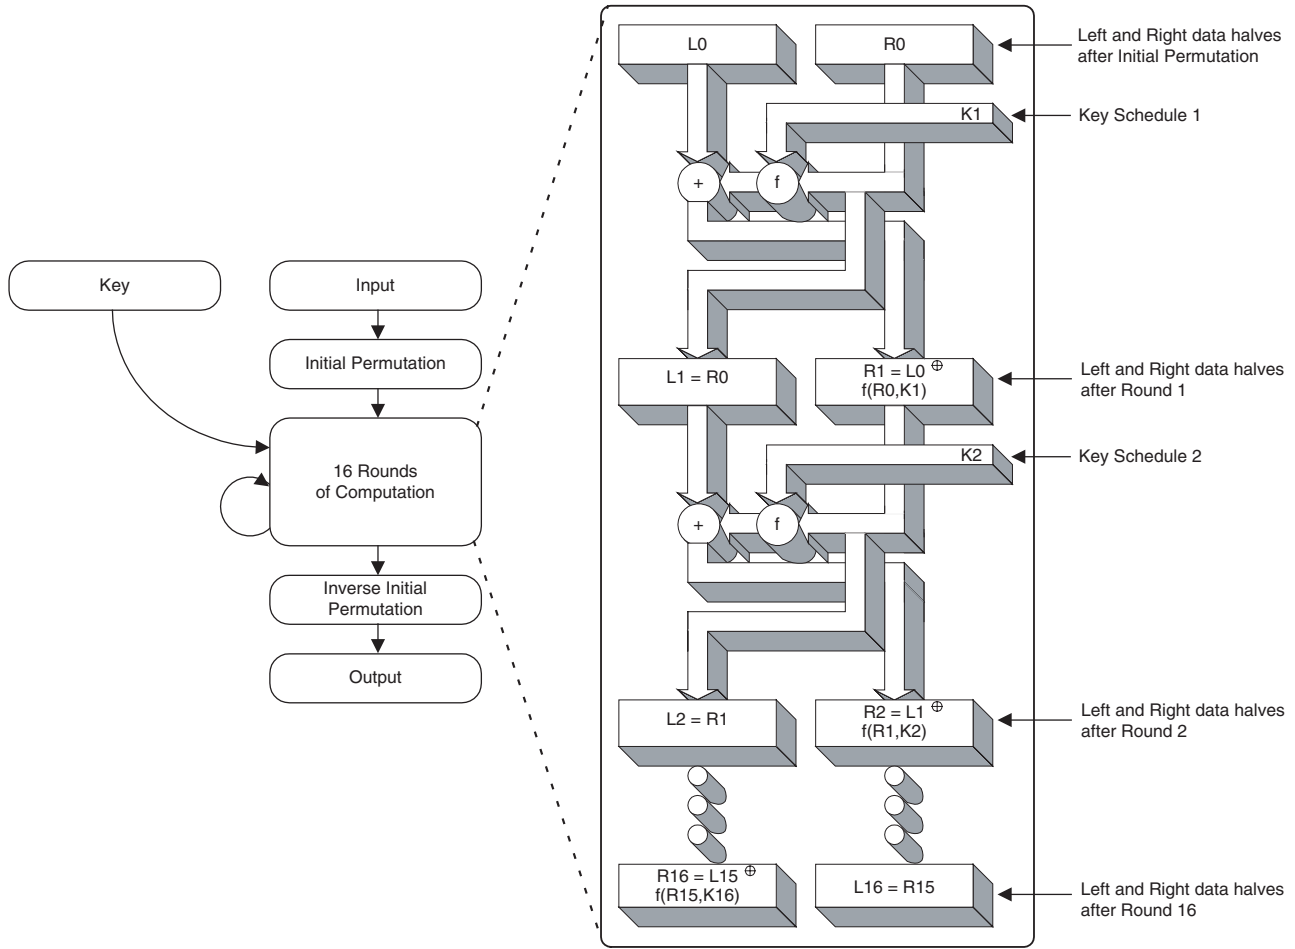 Key
Input
Initial Permutation
16 Rounds
of Computation
Inverse Initial
Permutation
Output
L0
R0
Left and Right data halves
after Initial Permutation
K1
Key Schedule 1
+
f
L1 = R0
R1 = L0 ⊕
f(R0,K1)
Left and Right data halves
after Round 1
K2
Key Schedule 2
+
f
L2 = R1
R2 = L1 ⊕
f(R1,K2)
Left and Right data halves
after Round 2
R16 = L15 ⊕
f(R15,K16)
L16 = R15
Left and Right data halves
after Round 16